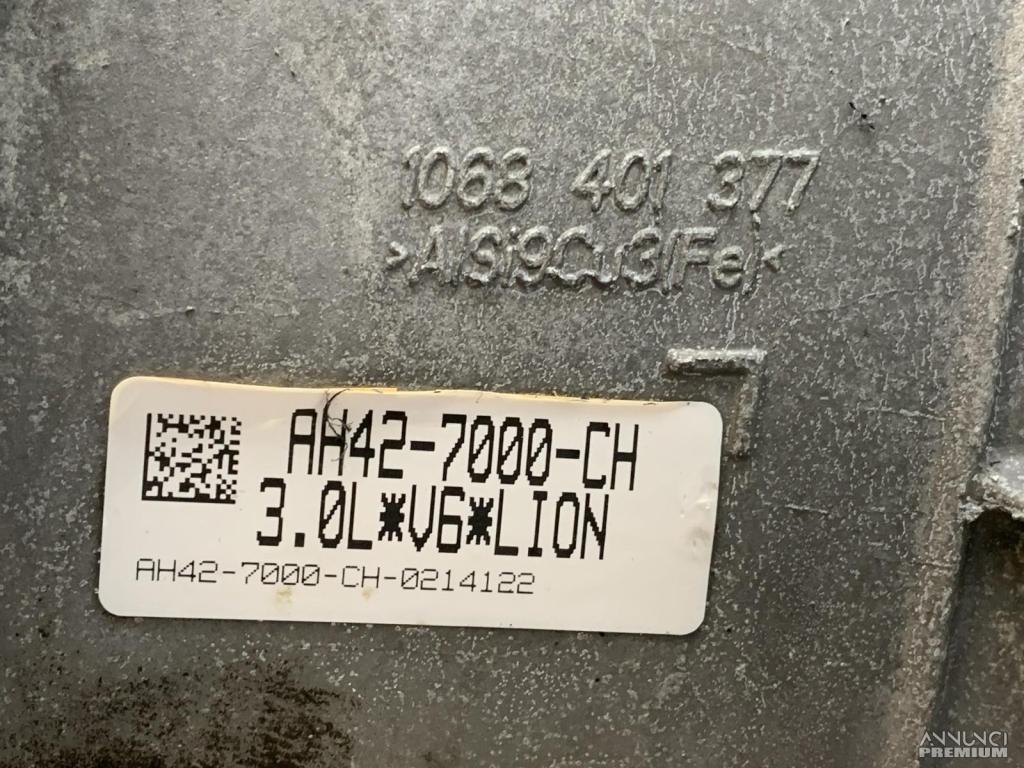 1068 401 377
>AlSi9Cu3(Fe)<
AH42-7000-CH
3.0L*V6*LION
AH42-7000-CH-0214122
ANNUNCI
PREMIUM